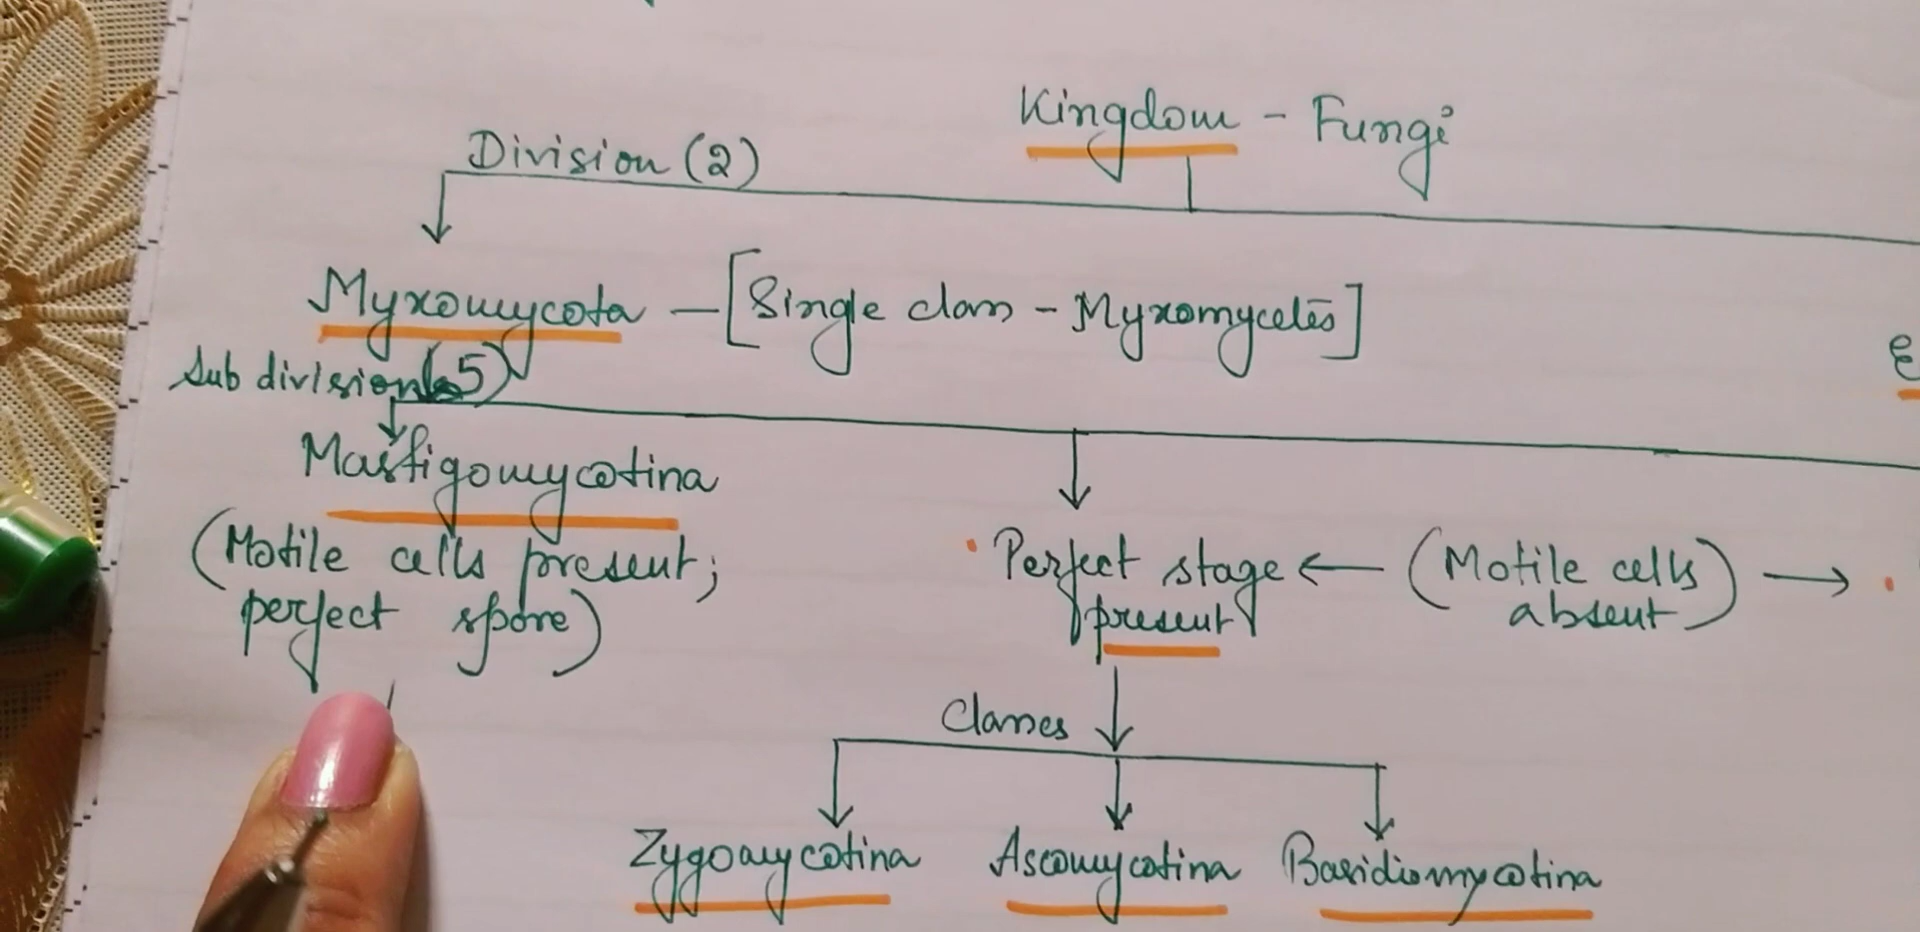 Kingdom - Fungi
Division (2)
Myxomycota - [Single class - Myxomycetes]
Sub division (5)
Mastigomycotina
(Motile cells present;
perfect spore)
Perfect stage ← (Motile cells →
present
absent)
Classes
Zygomycotina Ascomycotina Basidiomycotina